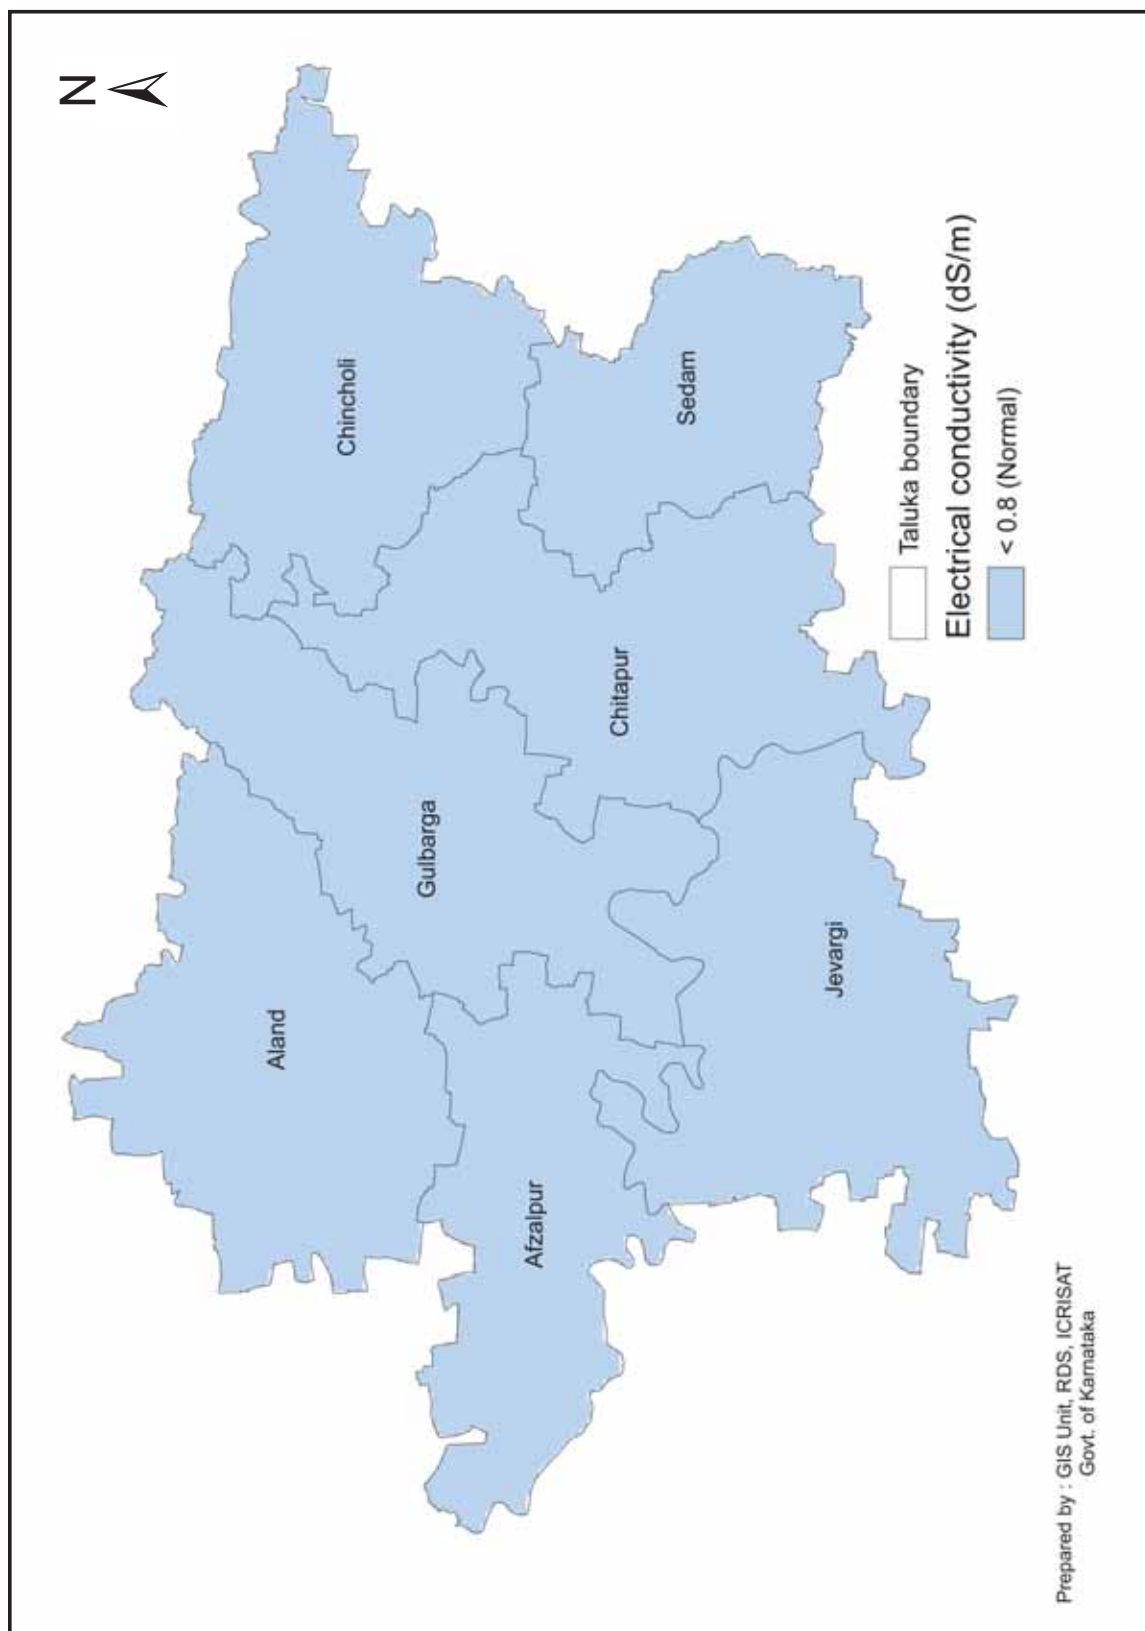 N
Aland
Chincholi
Gulbarga
Afzalpur
Chitapur
Sedam
Jevargi
Taluka boundary
Electrical conductivity (dS/m)
< 0.8 (Normal)
Prepared by : GIS Unit, RDS, ICRISAT
Govt. of Karnataka